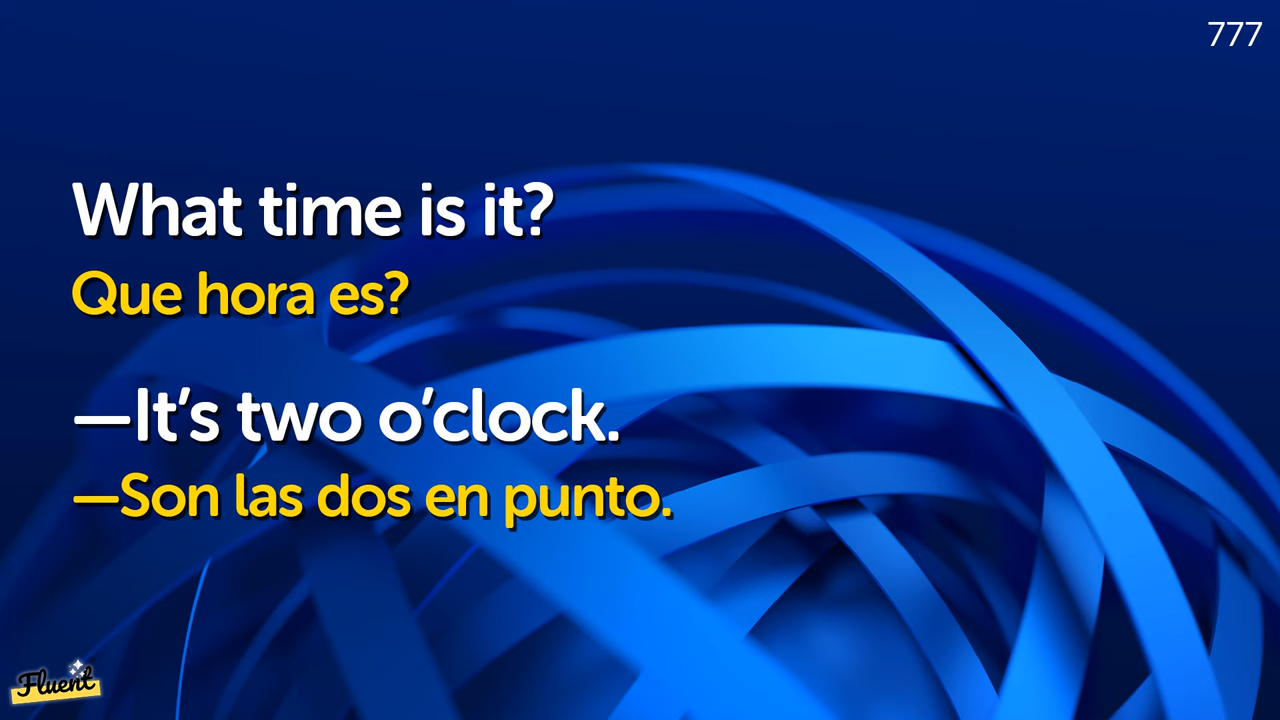 777
What time is it?
Que hora es?
—It’s two o’clock.
—Son las dos en punto.
Fluent